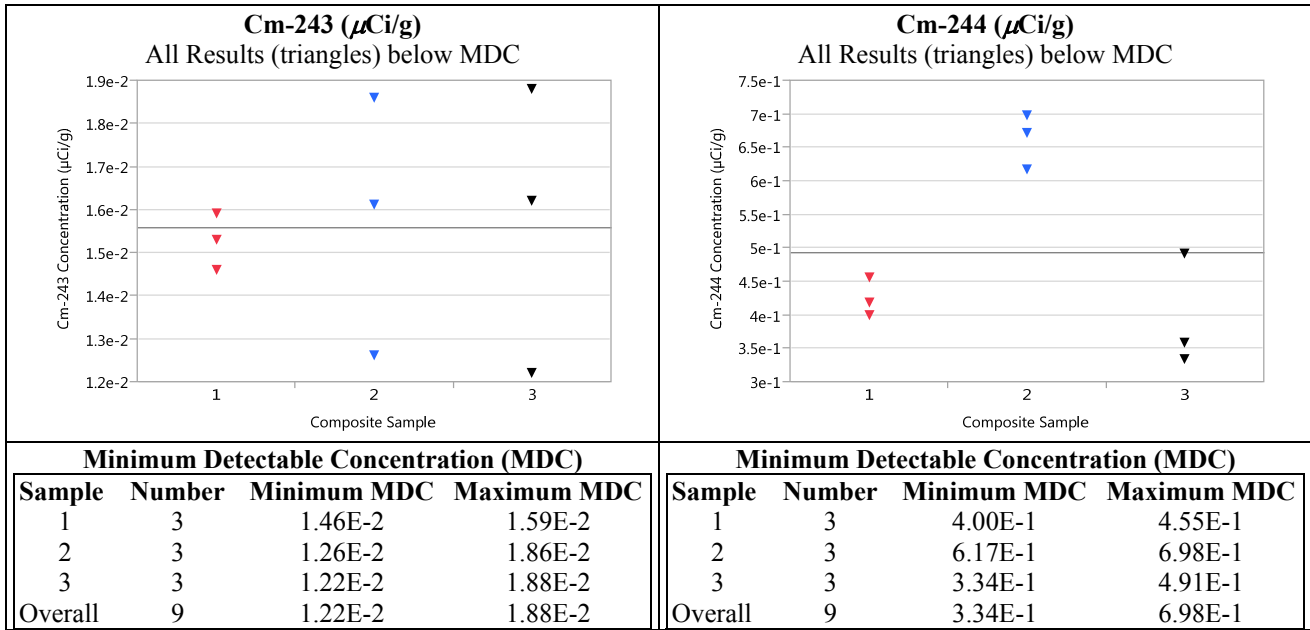 Cm-243 (μCi/g)
All Results (triangles) below MDC
1.9e-2
1.8e-2
1.7e-2
1.6e-2
1.5e-2
1.4e-2
1.3e-2
1.2e-2
Cm-243 Concentration (μCi/g)
1 2 3
Composite Sample
Cm-244 (μCi/g)
All Results (triangles) below MDC
7.5e-1
7e-1
6.5e-1
6e-1
5.5e-1
5e-1
4.5e-1
4e-1
3.5e-1
3e-1
Cm-244 Concentration (μCi/g)
1 2 3
Composite Sample
Minimum Detectable Concentration (MDC)
Sample Number Minimum MDC Maximum MDC
1 3 1.46E-2 1.59E-2
2 3 1.26E-2 1.86E-2
3 3 1.22E-2 1.88E-2
Overall 9 1.22E-2 1.88E-2
Minimum Detectable Concentration (MDC)
Sample Number Minimum MDC Maximum MDC
1 3 4.00E-1 4.55E-1
2 3 6.17E-1 6.98E-1
3 3 3.34E-1 4.91E-1
Overall 9 3.34E-1 6.98E-1